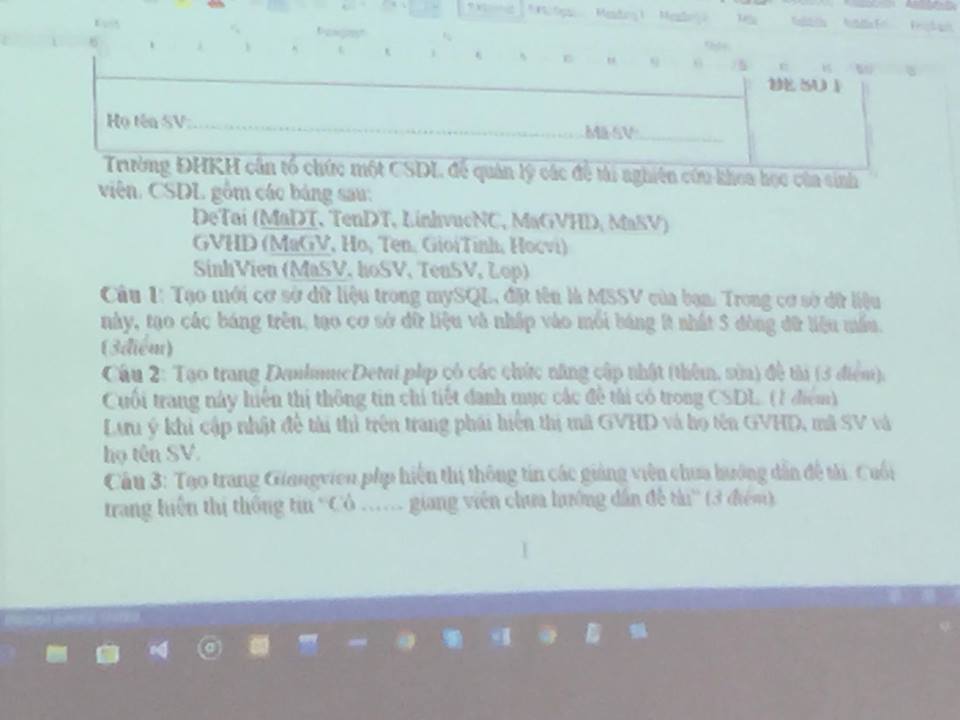 ĐỀ SỐ 1
Họ tên SV:..................................................Mã SV:................
Trường ĐHKH cần tổ chức một CSDL để quản lý các đề tài nghiên cứu khoa học của sinh
viên. CSDL gồm các bảng sau:
DeTai (MaDT, TenDT, LinhvucNC, MaGVHD, MaSV)
GVHD (MaGV, Ho, Ten, GioiTinh, Hocvi)
SinhVien (MaSV, hoSV, TenSV, Lop)
Câu 1: Tạo mới cơ sở dữ liệu trong mySQL, đặt tên là MSSV của bạn. Trong cơ sở dữ liệu
này, tạo các bảng trên, tạo cơ sở dữ liệu và nhập vào mỗi bảng ít nhất 5 dòng dữ liệu mẫu.
(3điểm)
Câu 2: Tạo trang DanhmucDetai.php có các chức năng cập nhật (thêm, sửa) đề tài (3 điểm).
Cuối trang này hiển thị thông tin chi tiết danh mục các đề tài có trong CSDL. (1 điểm)
Lưu ý khi cập nhật đề tài thì trên trang phải hiển thị mã GVHD và họ tên GVHD, mã SV và
họ tên SV.
Câu 3: Tạo trang Giangvien.php hiển thị thông tin các giảng viên chưa hướng dẫn đề tài. Cuối
trang hiển thị thông tin "Có ...... giang viên chưa hướng dẫn đề tài" (3 điểm)
1